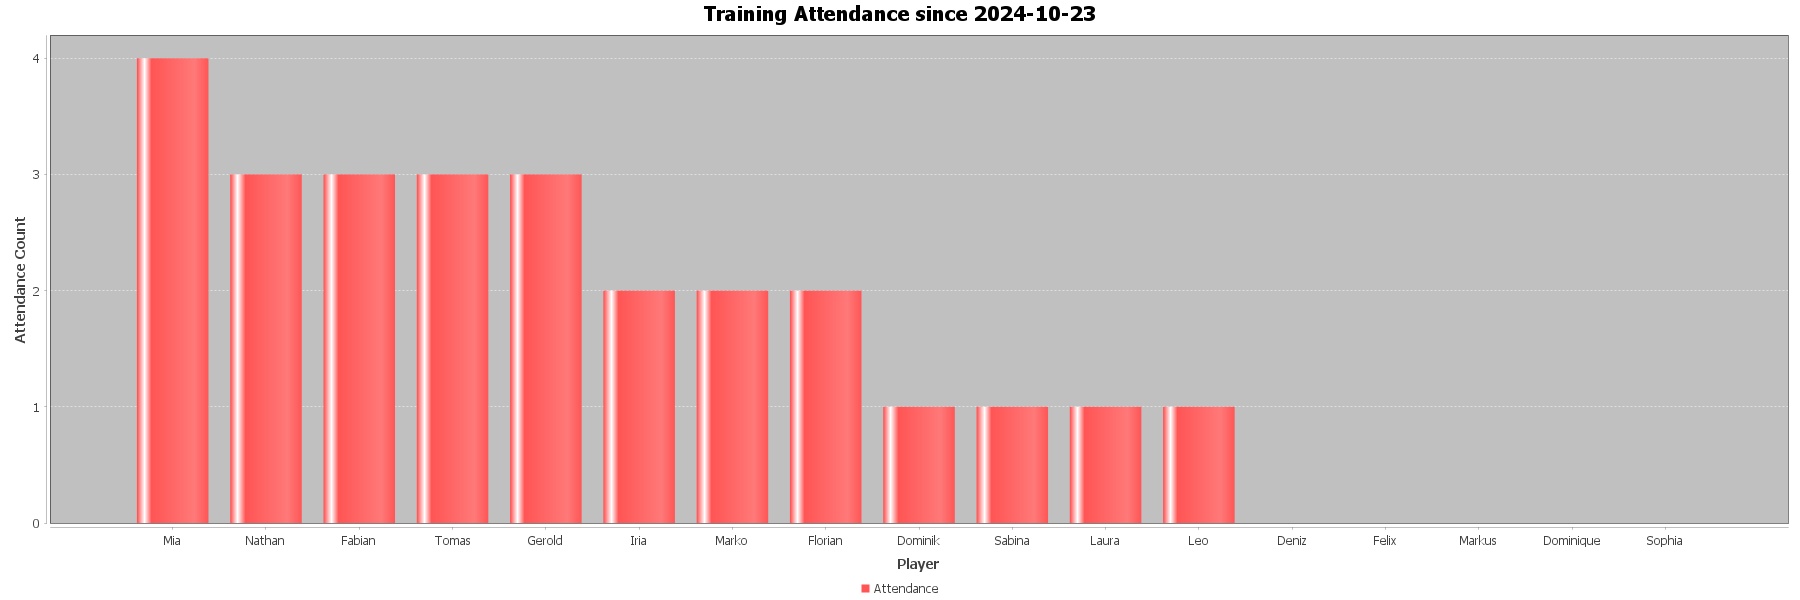 Training Attendance since 2024-10-23
Attendance Count
4
3
2
1
0
Mia Nathan Fabian Tomas Gerold Iria Marko Florian Dominik Sabina Laura Leo Deniz Felix Markus Dominique Sophia
Player
Attendance